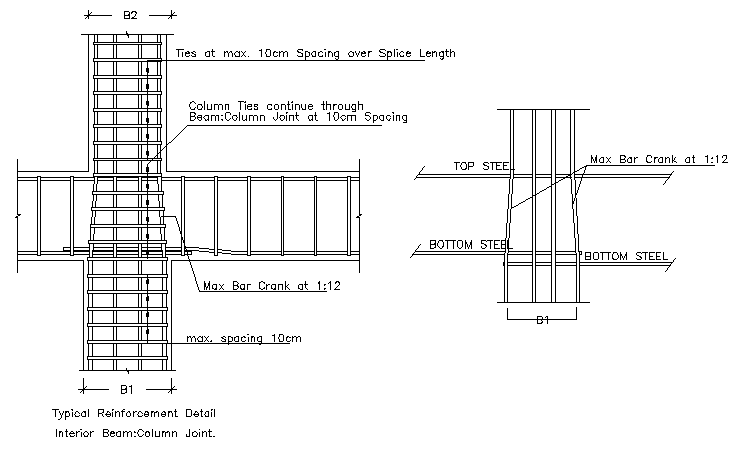 B2
Ties at max. 10cm Spacing over Splice Length
Column Ties continue through
Beam:Column Joint at 10cm Spacing
Max Bar Crank at 1:12
TOP STEEL
BOTTOM STEEL
BOTTOM STEEL
Max Bar Crank at 1:12
B1
max. spacing 10cm
B1
Typical Reinforcement Detail
Interior Beam:Column Joint.